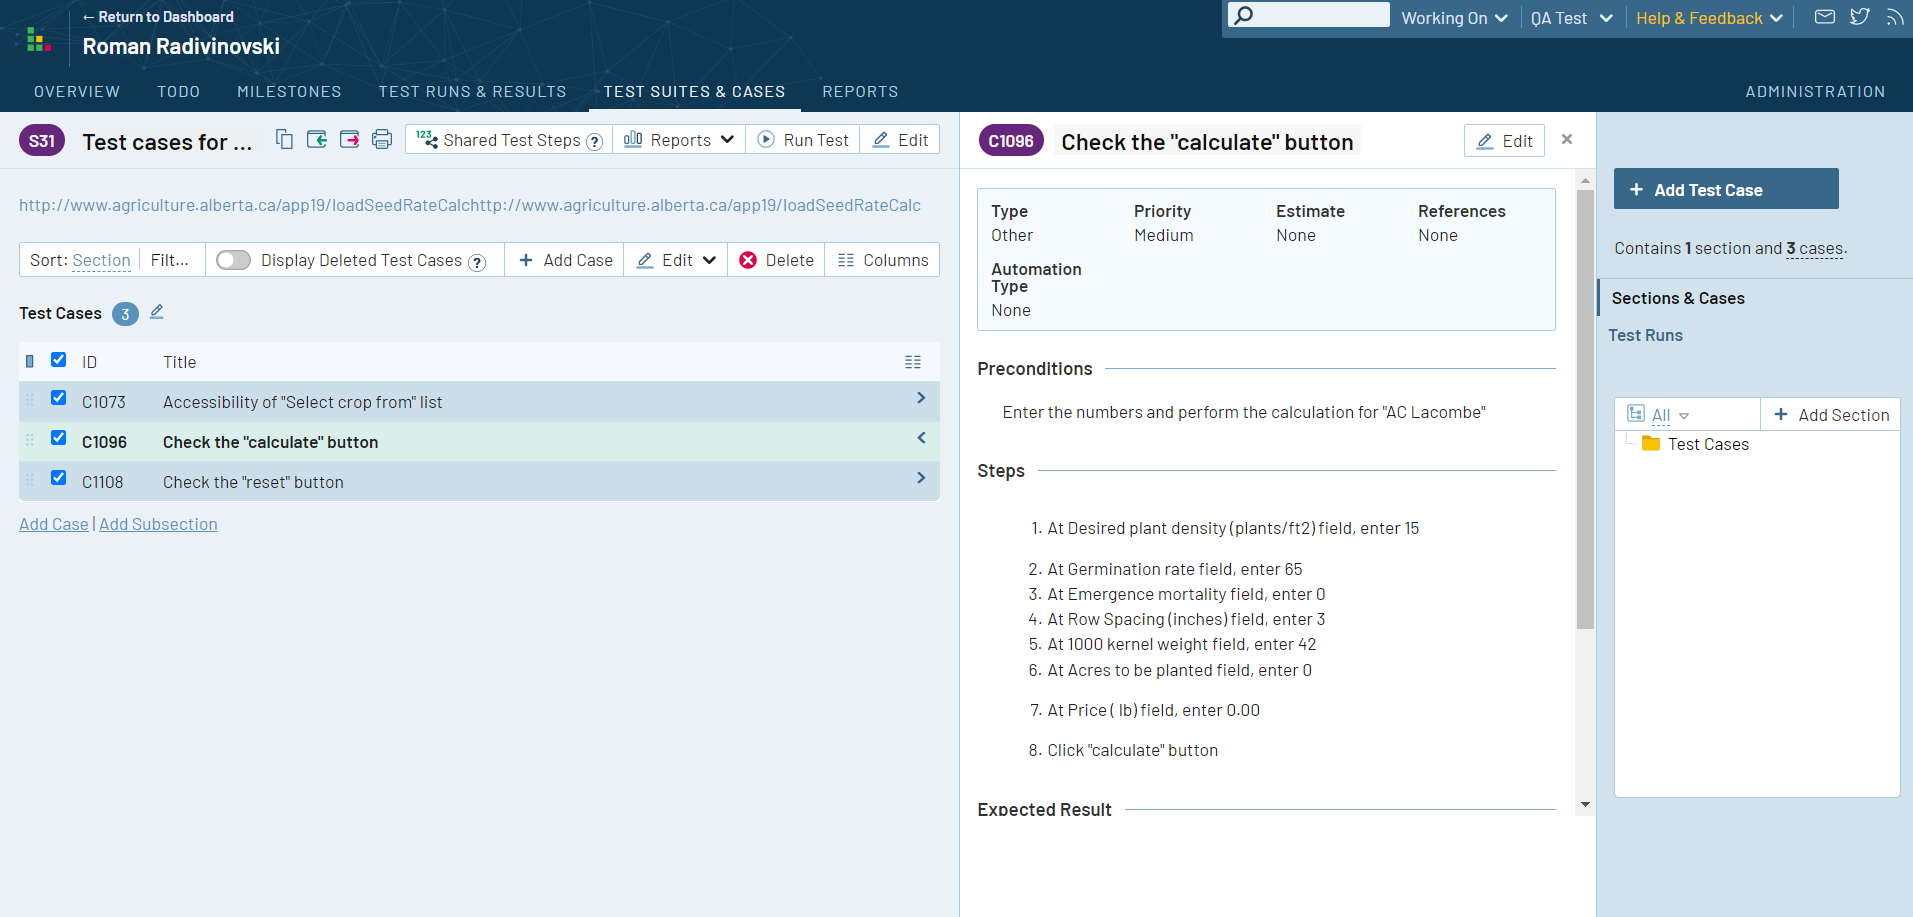 ← Return to Dashboard
Roman Radivinovski
Working On
QA Test
Help & Feedback
OVERVIEW
TODO
MILESTONES
TEST RUNS & RESULTS
TEST SUITES & CASES
REPORTS
ADMINISTRATION
S31
Test cases for ...
123
Shared Test Steps ?
Reports
Run Test
Edit
http://www.agriculture.alberta.ca/app19/loadSeedRateCalchttp://www.agriculture.alberta.ca/app19/loadSeedRateCalc
Sort: Section
Filt...
Display Deleted Test Cases ?
Add Case
Edit
Delete
Columns
Test Cases 3
ID Title
C1073 Accessibility of "Select crop from" list
C1096 Check the "calculate" button
C1108 Check the "reset" button
Add Case | Add Subsection
C1096
Check the "calculate" button
Edit
Type
Other
Priority
Medium
Estimate
None
References
None
Automation
Type
None
Preconditions
Enter the numbers and perform the calculation for "AC Lacombe"
Steps
1. At Desired plant density (plants/ft2) field, enter 15
2. At Germination rate field, enter 65
3. At Emergence mortality field, enter 0
4. At Row Spacing (inches) field, enter 3
5. At 1000 kernel weight field, enter 42
6. At Acres to be planted field, enter 0
7. At Price ( lb) field, enter 0.00
8. Click "calculate" button
Expected Result
+ Add Test Case
Contains 1 section and 3 cases.
Sections & Cases
Test Runs
All
+ Add Section
Test Cases